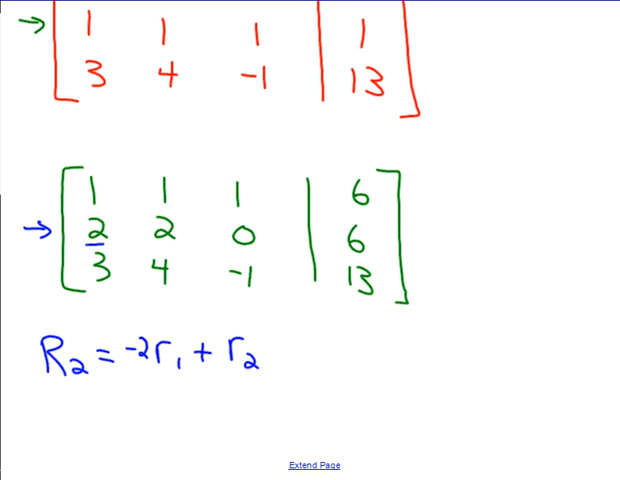 → 1 1 1 | 1
3 4 -1 | 13
1 1 1 | 6
→ 2 2 0 | 6
3 4 -1 | 13
R₂ = -2r₁ + r₂
Extend Page